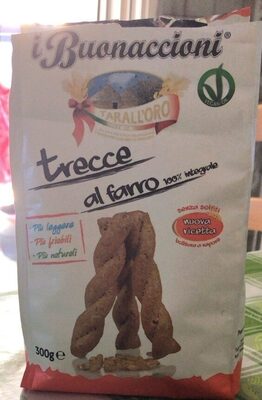 i Buonaccioni®
TARALL'ORO
VEGAN OK
trecce
al farro 100% integrale
senza solfiti
nuova
ricetta
• Più leggere
• Più friabili
• Più naturali
300g e